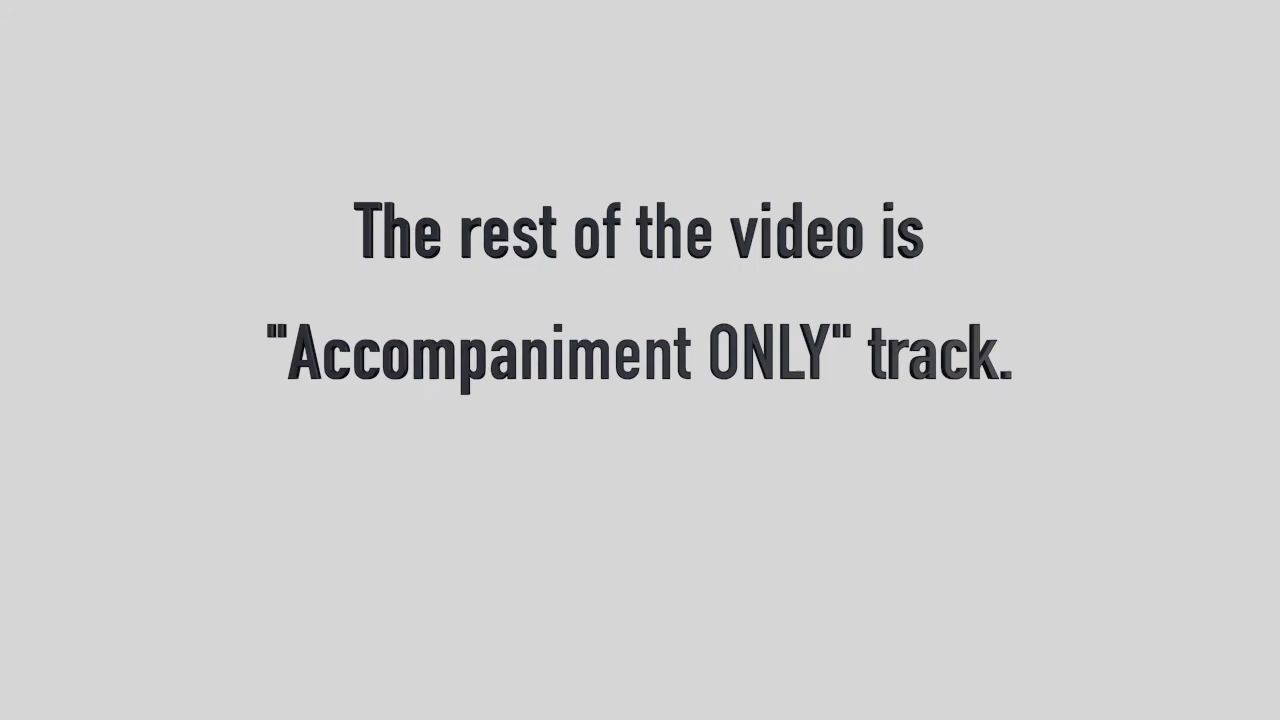 The rest of the video is
"Accompaniment ONLY" track.